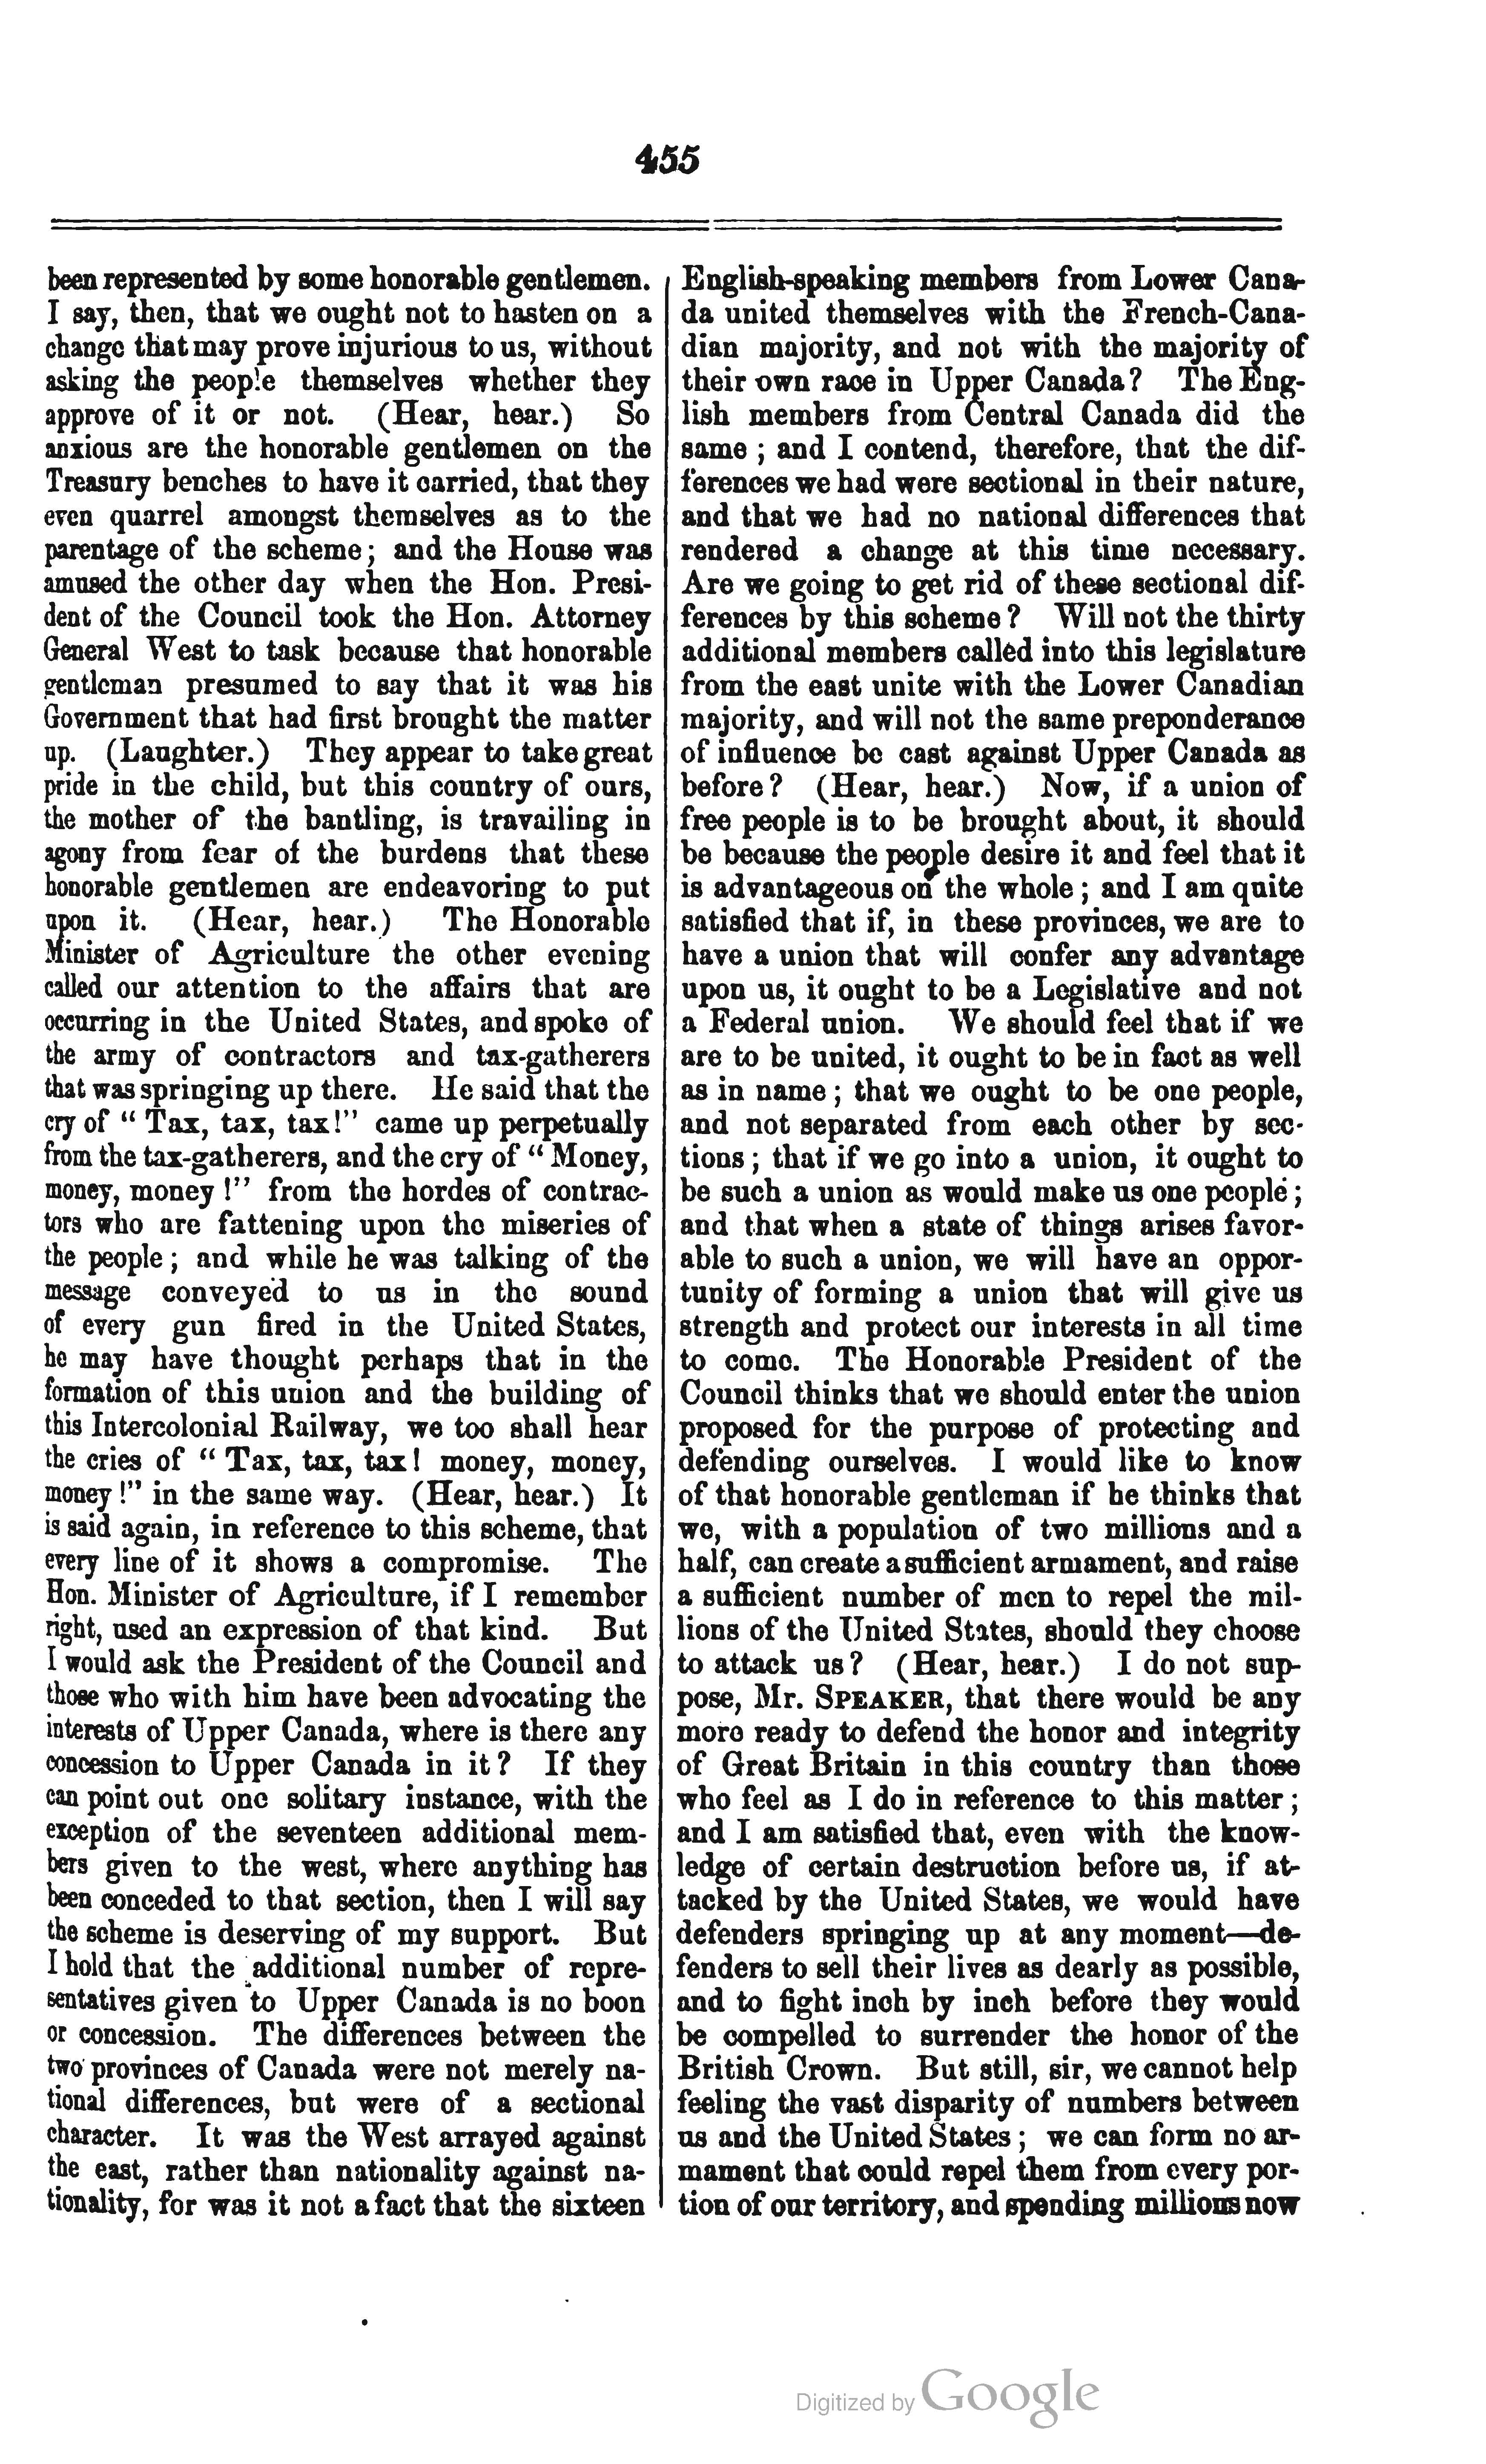 455
been represented by some honorable gentlemen.
I say, then, that we ought not to hasten on a
change that may prove injurious to us, without
asking the people themselves whether they
approve of it or not. (Hear, hear.) So
anxious are the honorable gentlemen on the
Treasury benches to have it carried, that they
even quarrel amongst themselves as to the
parentage of the scheme; and the House was
amused the other day when the Hon. Presi-
dent of the Council took the Hon. Attorney
General West to task because that honorable
gentleman presumed to say that it was his
Government that had first brought the matter
up. (Laughter.) They appear to take great
pride in the child, but this country of ours,
the mother of the bantling, is travailing in
agony from fear of the burdens that these
honorable gentlemen are endeavoring to put
upon it. (Hear, hear.) The Honorable
Minister of Agriculture the other evening
called our attention to the affairs that are
occurring in the United States, and spoke of
the army of contractors and tax-gatherers
that was springing up there. He said that the
cry of " Tax, tax, tax!" came up perpetually
from the tax-gatherers, and the cry of " Money,
money, money !" from the hordes of contrac-
tors who are fattening upon the miseries of
the people ; and while he was talking of the
message conveyed to us in the sound
of every gun fired in the United States,
he may have thought perhaps that in the
formation of this union and the building of
this Intercolonial Railway, we too shall hear
the cries of " Tax, tax, tax ! money, money,
money !" in the same way. (Hear, hear.) It
is said again, in reference to this scheme, that
every line of it shows a compromise. The
Hon. Minister of Agriculture, if I remember
right, used an expression of that kind. But
I would ask the President of the Council and
those who with him have been advocating the
interests of Upper Canada, where is there any
concession to Upper Canada in it ? If they
can point out one solitary instance, with the
exception of the seventeen additional mem-
bers given to the west, where anything has
been conceded to that section, then I will say
the scheme is deserving of my support. But
I hold that the additional number of repre-
sentatives given to Upper Canada is no boon
or concession. The differences between the
two provinces of Canada were not merely na-
tional differences, but were of a sectional
character. It was the West arrayed against
the east, rather than nationality against na-
tionality, for was it not a fact that the sixteen
English-speaking members from Lower Cana-
da united themselves with the French-Cana-
dian majority, and not with the majority of
their own race in Upper Canada ? The Eng-
lish members from Central Canada did the
same ; and I contend, therefore, that the dif-
ferences we had were sectional in their nature,
and that we had no national differences that
rendered a change at this time necessary.
Are we going to get rid of these sectional dif-
ferences by this scheme ? Will not the thirty
additional members called into this legislature
from the east unite with the Lower Canadian
majority, and will not the same preponderance
of influence be cast against Upper Canada as
before ? (Hear, hear.) Now, if a union of
free people is to be brought about, it should
be because the people desire it and feel that it
is advantageous on the whole ; and I am quite
satisfied that if, in these provinces, we are to
have a union that will confer any advantage
upon us, it ought to be a Legislative and not
a Federal union. We should feel that if we
are to be united, it ought to be in fact as well
as in name ; that we ought to be one people,
and not separated from each other by sec-
tions ; that if we go into a union, it ought to
be such a union as would make us one people ;
and that when a state of things arises favor-
able to such a union, we will have an oppor-
tunity of forming a union that will give us
strength and protect our interests in all time
to come. The Honorable President of the
Council thinks that we should enter the union
proposed for the purpose of protecting and
defending ourselves. I would like to know
of that honorable gentleman if he thinks that
we, with a population of two millions and a
half, can create a sufficient armament, and raise
a sufficient number of men to repel the mil-
lions of the United States, should they choose
to attack us ? (Hear, hear.) I do not sup-
pose, Mr. SPEAKER, that there would be any
more ready to defend the honor and integrity
of Great Britain in this country than those
who feel as I do in reference to this matter ;
and I am satisfied that, even with the know-
ledge of certain destruction before us, if at-
tacked by the United States, we would have
defenders springing up at any moment—de-
fenders to sell their lives as dearly as possible,
and to fight inch by inch before they would
be compelled to surrender the honor of the
British Crown. But still, sir, we cannot help
feeling the vast disparity of numbers between
us and the United States ; we can form no ar-
mament that could repel them from every por-
tion of our territory, and spending millions now
Digitized by Google